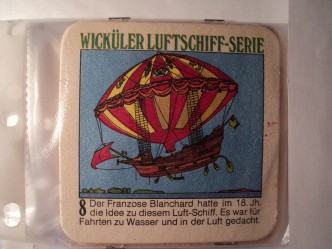 WICKÜLER LUFTSCHIFF-SERIE
8 Der Franzose Blanchard hatte im 18. Jh.
die Idee zu diesem Luft-Schiff. Es war für
Fahrten zu Wasser und in der Luft gedacht.